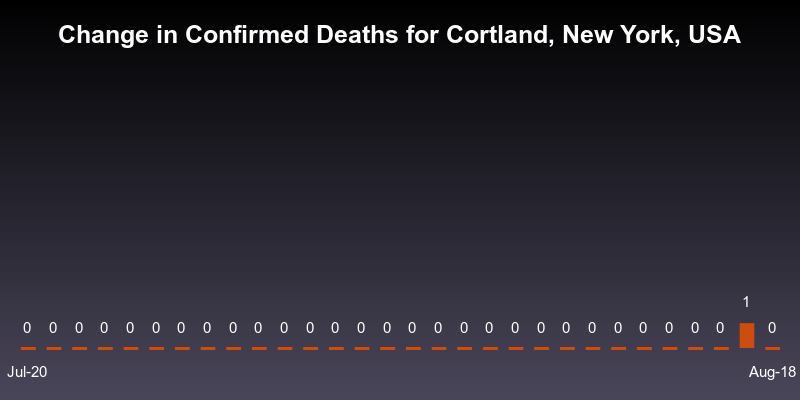 Change in Confirmed Deaths for Cortland, New York, USA
1
0 0 0 0 0 0 0 0 0 0 0 0 0 0 0 0 0 0 0 0 0 0 0 0 0 0 0 0 0
Jul-20 Aug-18